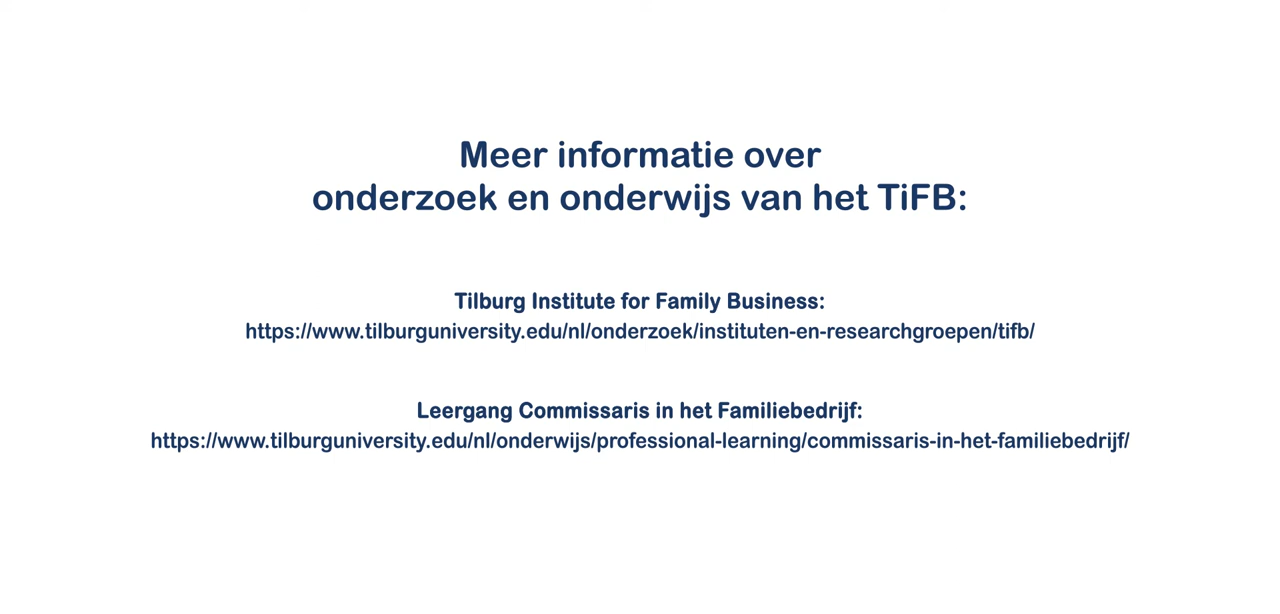 Meer informatie over
onderzoek en onderwijs van het TiFB:
Tilburg Institute for Family Business:
https://www.tilburguniversity.edu/nl/onderzoek/instituten-en-researchgroepen/tifb/
Leergang Commissaris in het Familiebedrijf:
https://www.tilburguniversity.edu/nl/onderwijs/professional-learning/commissaris-in-het-familiebedrijf/